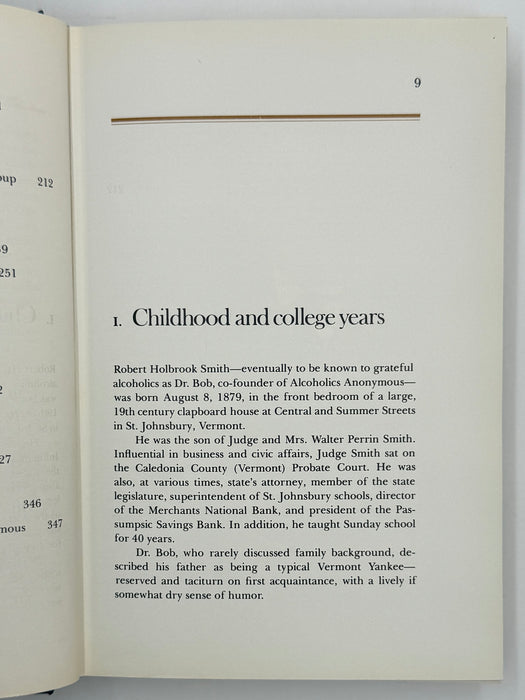 oup 212
251
346
nous 347
9
I. Childhood and college years
Robert Holbrook Smith—eventually to be known to grateful
alcoholics as Dr. Bob, co-founder of Alcoholics Anonymous—
was born August 8, 1879, in the front bedroom of a large,
19th century clapboard house at Central and Summer Streets
in St. Johnsbury, Vermont.
He was the son of Judge and Mrs. Walter Perrin Smith.
Influential in business and civic affairs, Judge Smith sat on
the Caledonia County (Vermont) Probate Court. He was
also, at various times, state's attorney, member of the state
legislature, superintendent of St. Johnsbury schools, director
of the Merchants National Bank, and president of the Pas-
sumpsic Savings Bank. In addition, he taught Sunday school
for 40 years.
Dr. Bob, who rarely discussed family background, de-
scribed his father as being a typical Vermont Yankee—
reserved and taciturn on first acquaintance, with a lively if
somewhat dry sense of humor.